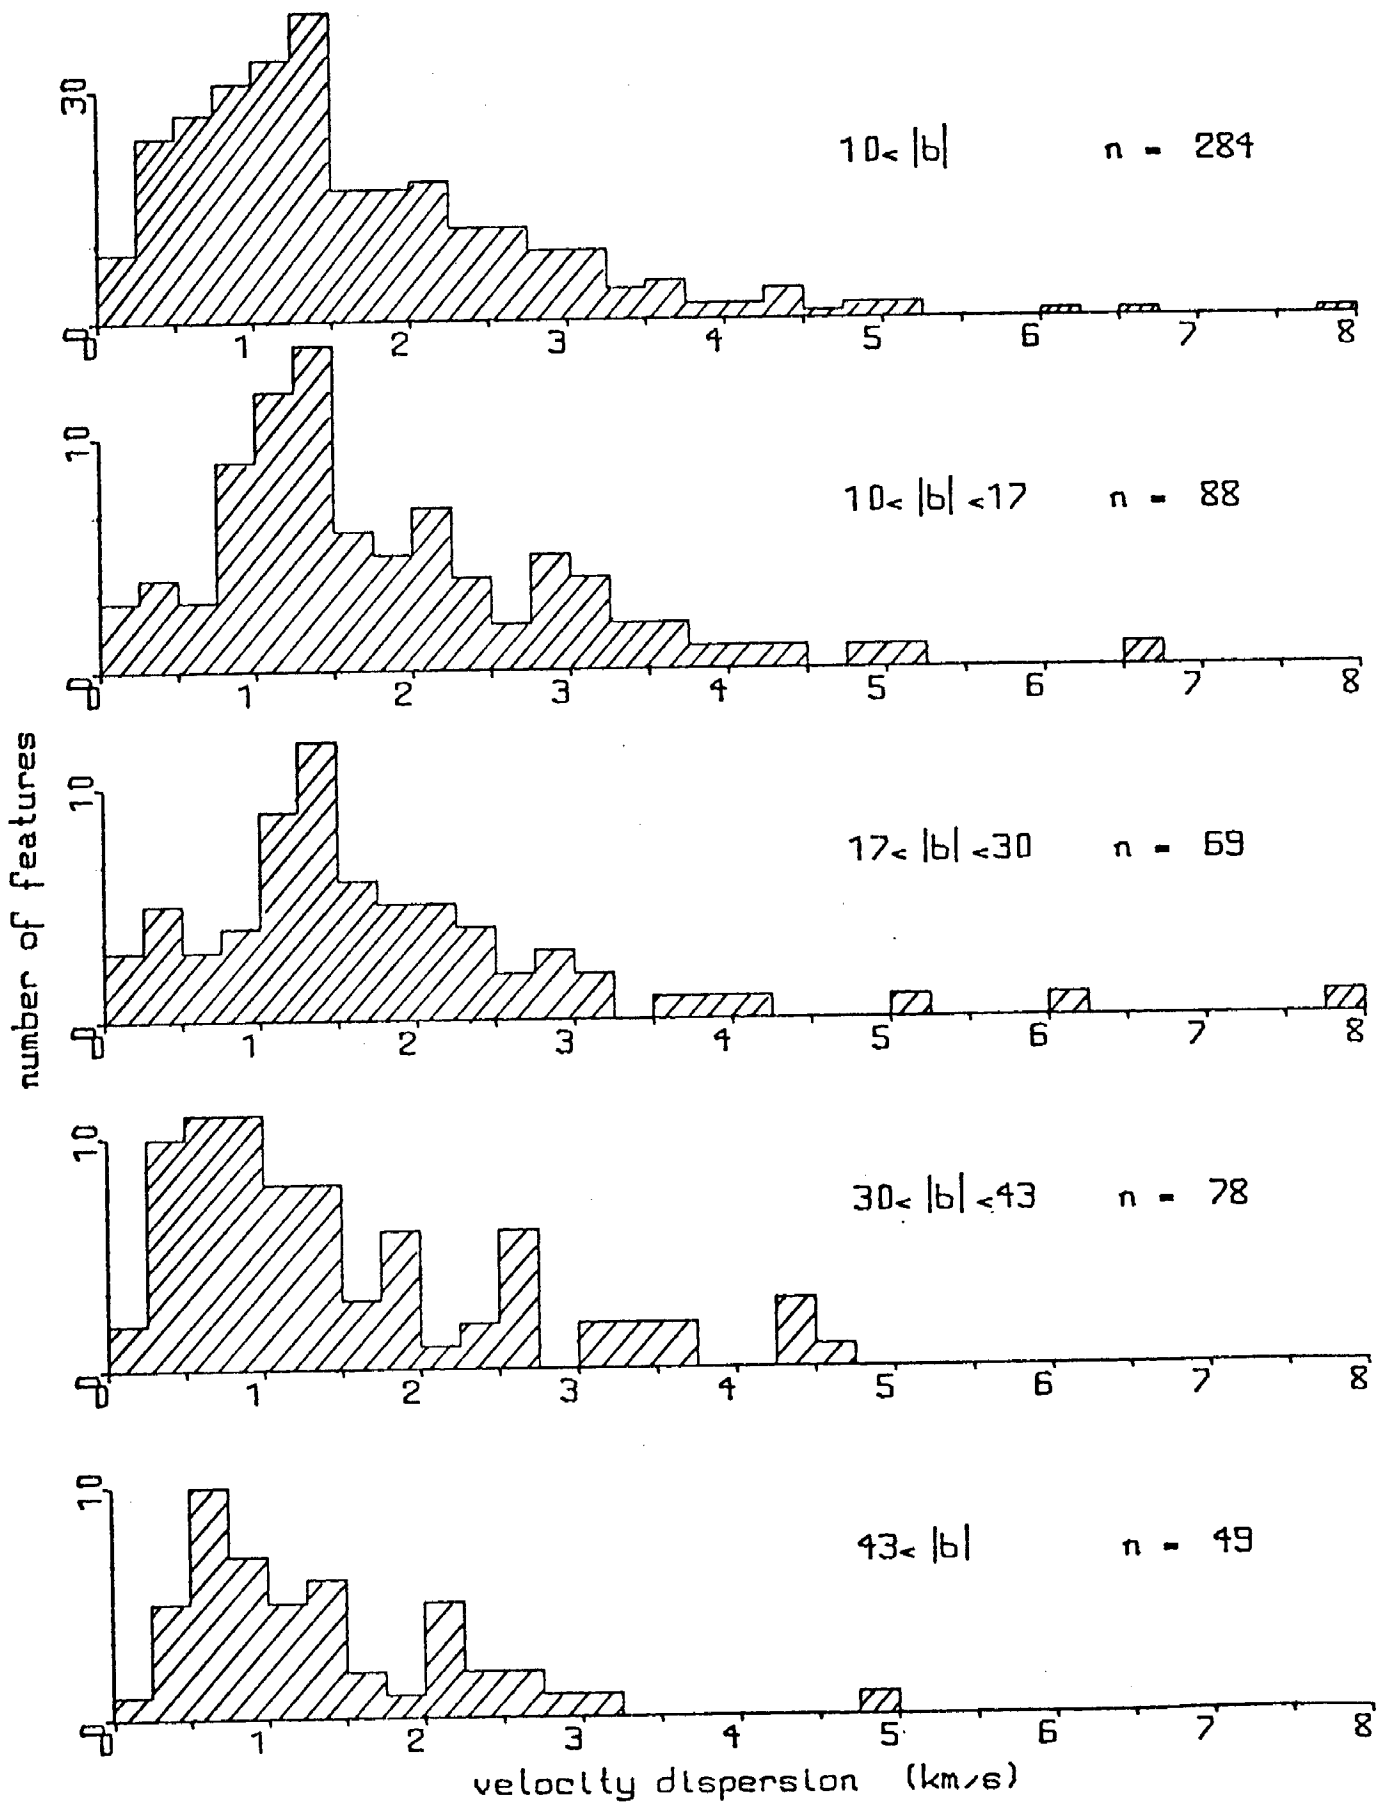 30
0
10< |b| n = 284
0 1 2 3 4 5 6 7 8
10
0
10< |b| <17 n = 88
0 1 2 3 4 5 6 7 8
10
0
17< |b| <30 n = 69
0 1 2 3 4 5 6 7 8
number of features
10
0
30< |b| <43 n = 78
0 1 2 3 4 5 6 7 8
10
0
43< |b| n = 49
0 1 2 3 4 5 6 7 8
velocity dispersion (km/s)